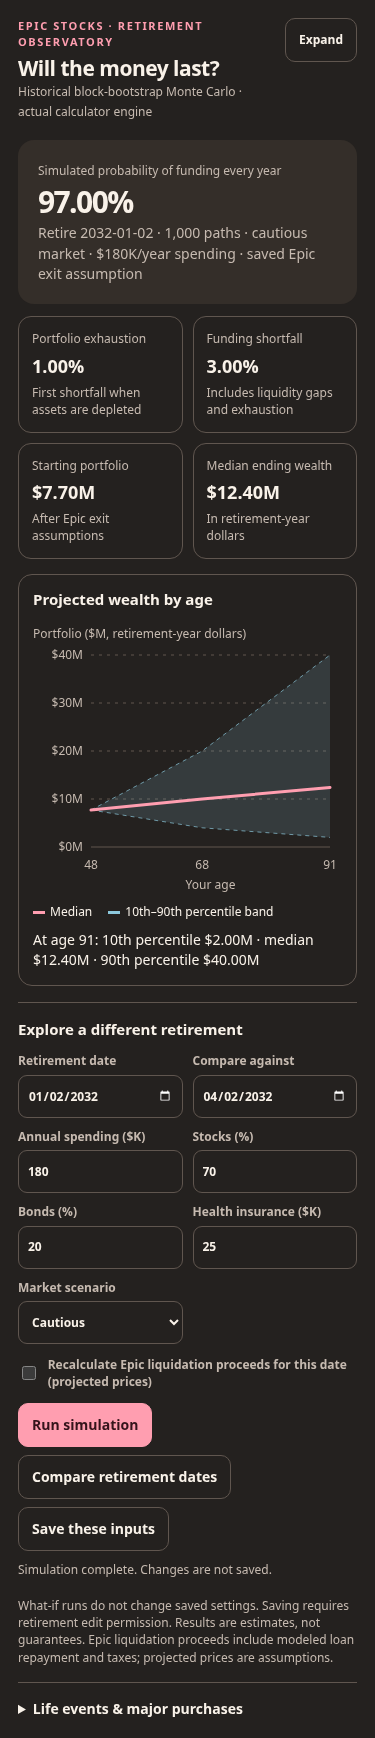 EPIC STOCKS · RETIREMENT
OBSERVATORY
Expand
Will the money last?
Historical block-bootstrap Monte Carlo ·
actual calculator engine
Simulated probability of funding every year
97.00%
Retire 2032-01-02 · 1,000 paths · cautious
market · $180K/year spending · saved Epic
exit assumption
Portfolio exhaustion
1.00%
First shortfall when
assets are depleted
Funding shortfall
3.00%
Includes liquidity gaps
and exhaustion
Starting portfolio
$7.70M
After Epic exit
assumptions
Median ending wealth
$12.40M
In retirement-year
dollars
Projected wealth by age
Portfolio ($M, retirement-year dollars)
$40M
$30M
$20M
$10M
$0M
48 68 91
Your age
Median 10th–90th percentile band
At age 91: 10th percentile $2.00M · median
$12.40M · 90th percentile $40.00M
Explore a different retirement
Retirement date
01/02/2032
Compare against
04/02/2032
Annual spending ($K)
180
Stocks (%)
70
Bonds (%)
20
Health insurance ($K)
25
Market scenario
Cautious
Recalculate Epic liquidation proceeds for this date
(projected prices)
Run simulation
Compare retirement dates
Save these inputs
Simulation complete. Changes are not saved.
What-if runs do not change saved settings. Saving requires
retirement edit permission. Results are estimates, not
guarantees. Epic liquidation proceeds include modeled loan
repayment and taxes; projected prices are assumptions.
Life events & major purchases